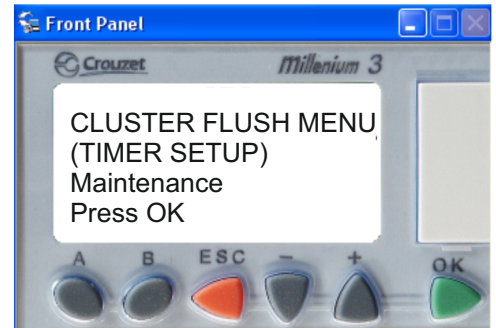 Front Panel
Crouzet
Millenium 3
CLUSTER FLUSH MENU
(TIMER SETUP)
Maintenance
Press OK
A B ESC − + OK